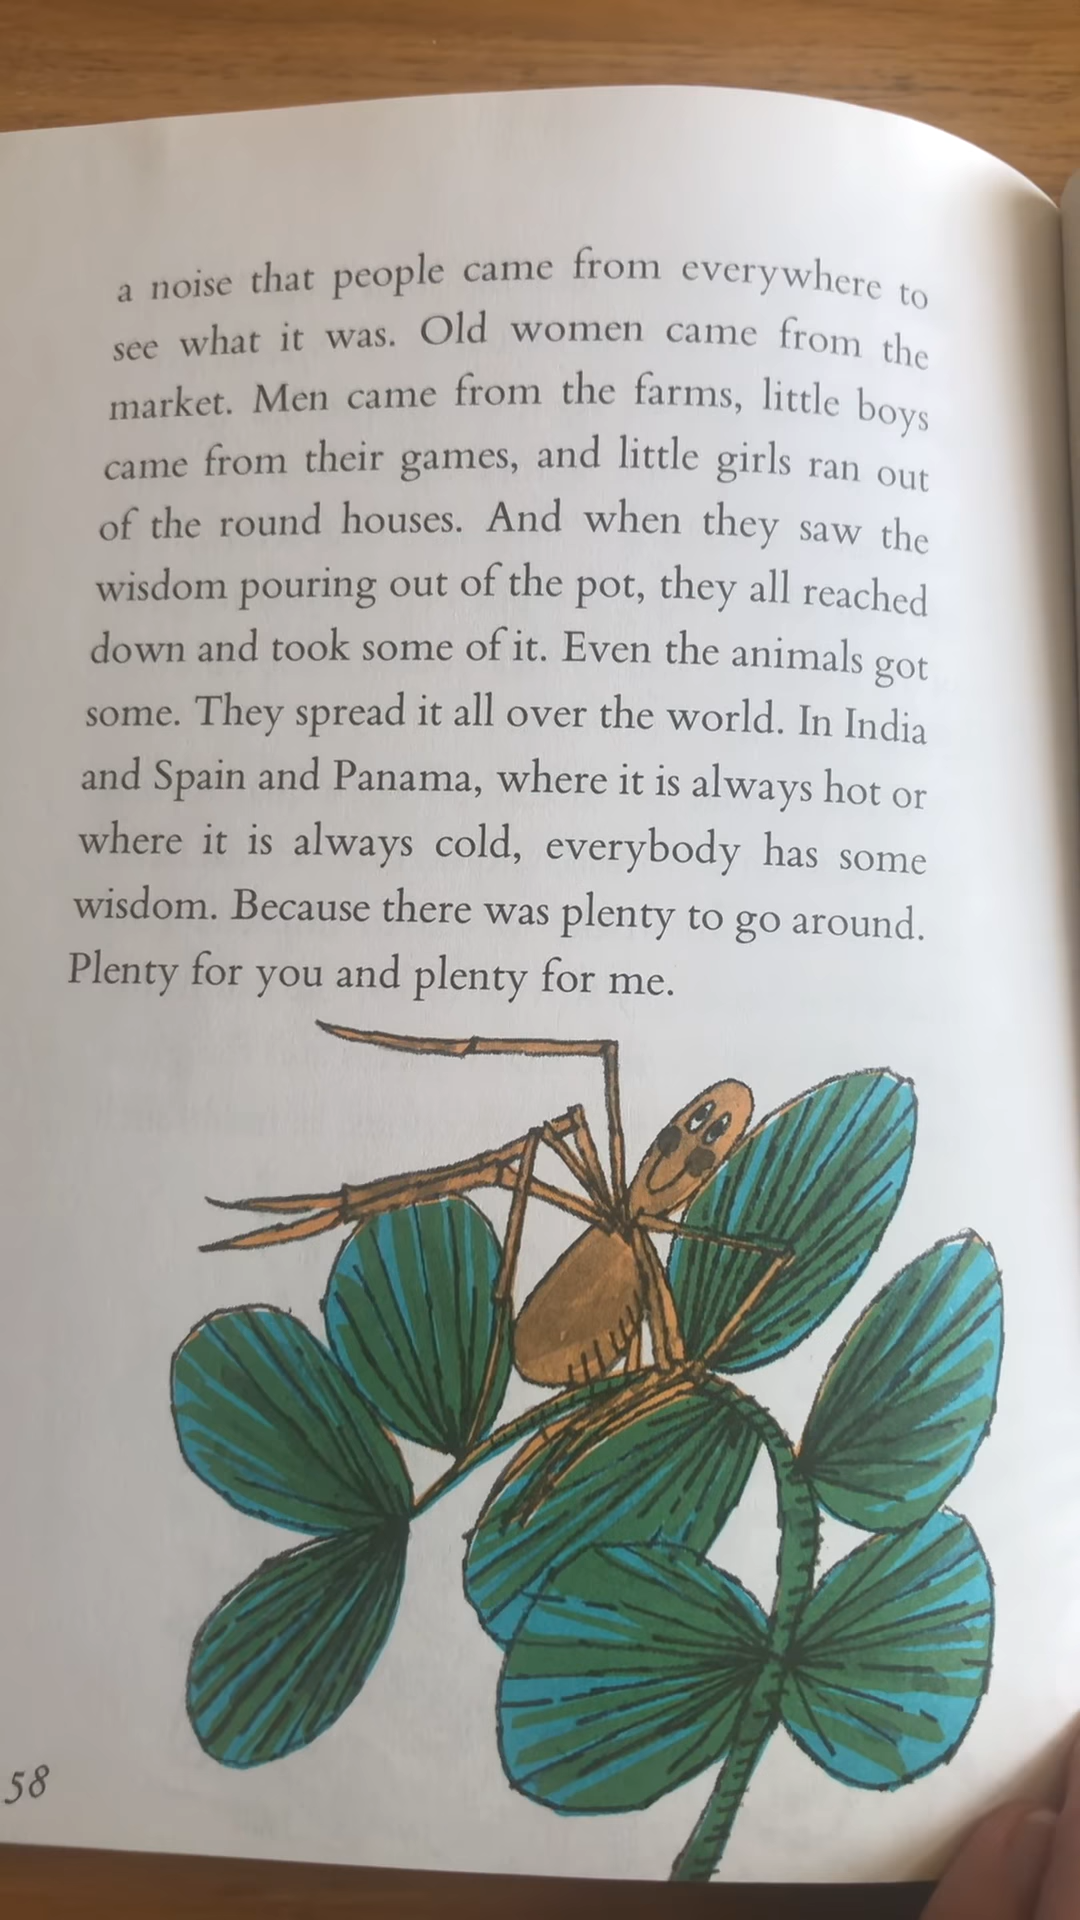 a noise that people came from everywhere to
see what it was. Old women came from the
market. Men came from the farms, little boys
came from their games, and little girls ran out
of the round houses. And when they saw the
wisdom pouring out of the pot, they all reached
down and took some of it. Even the animals got
some. They spread it all over the world. In India
and Spain and Panama, where it is always hot or
where it is always cold, everybody has some
wisdom. Because there was plenty to go around.
Plenty for you and plenty for me.
58